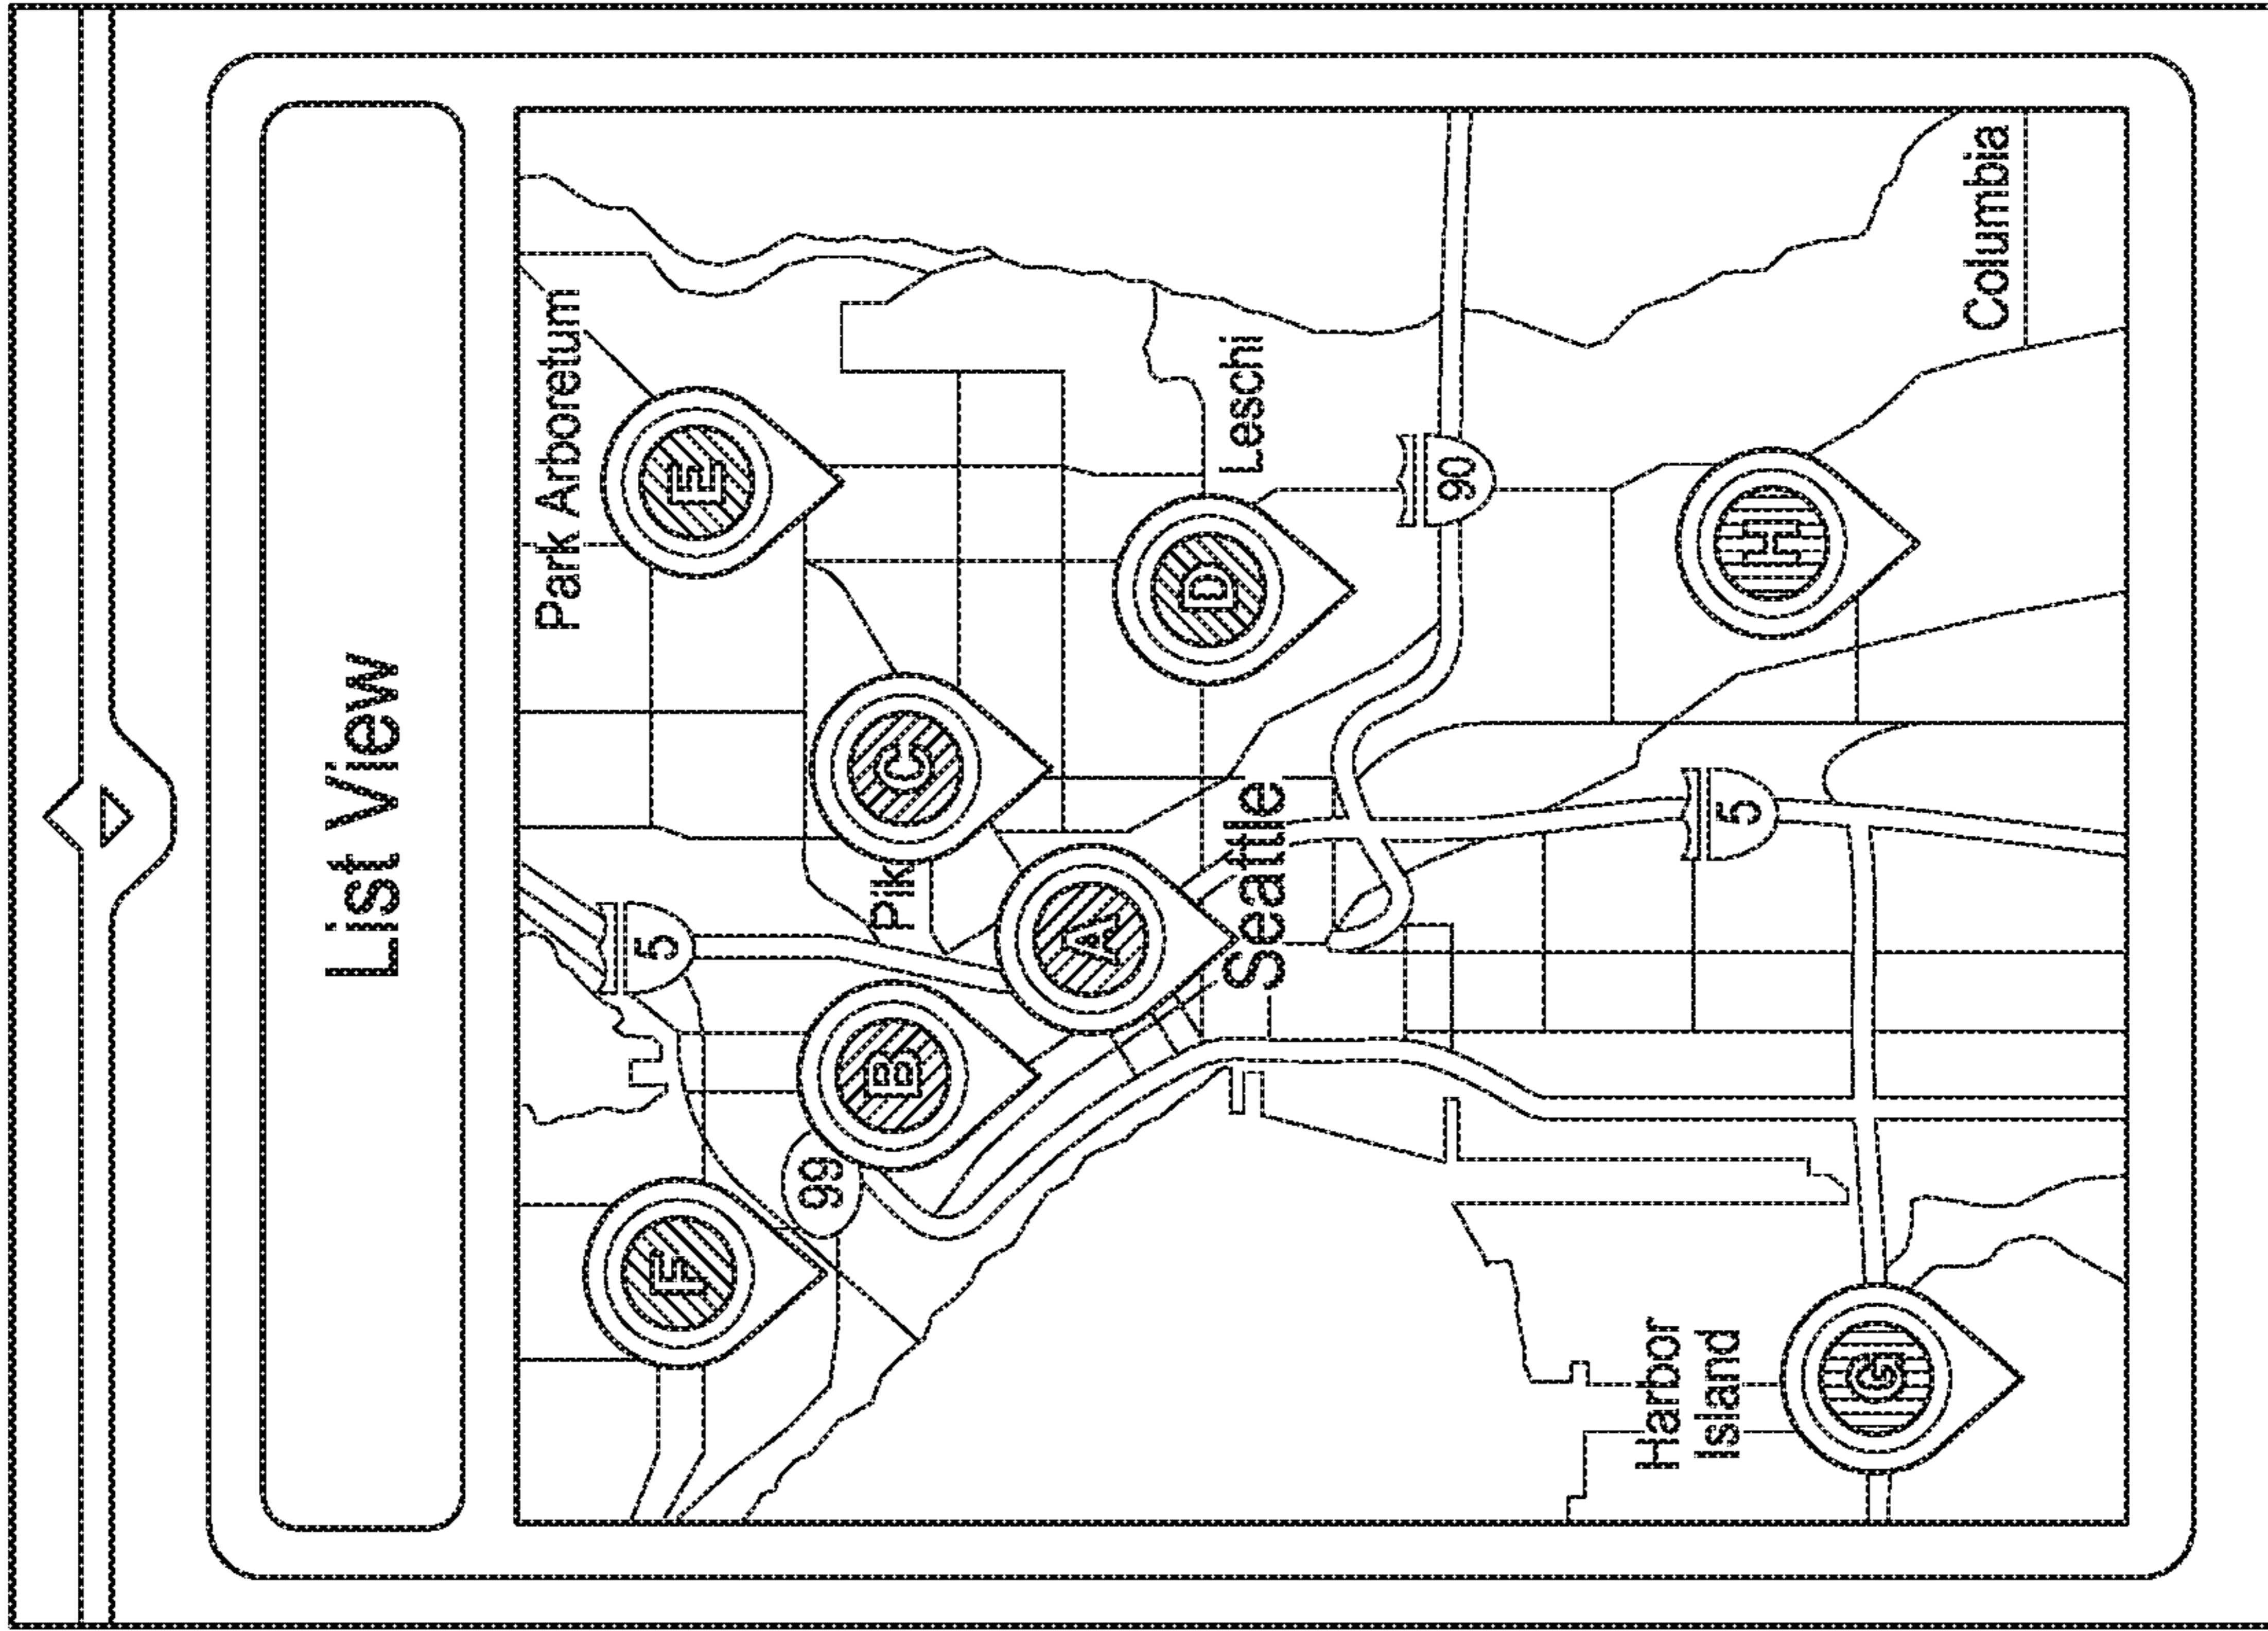 List View
Park Arboretum
E
F
5
99
B
C
Pik
A
D
Leschi
Seattle
90
5
H
Harbor
Island
G
Columbia